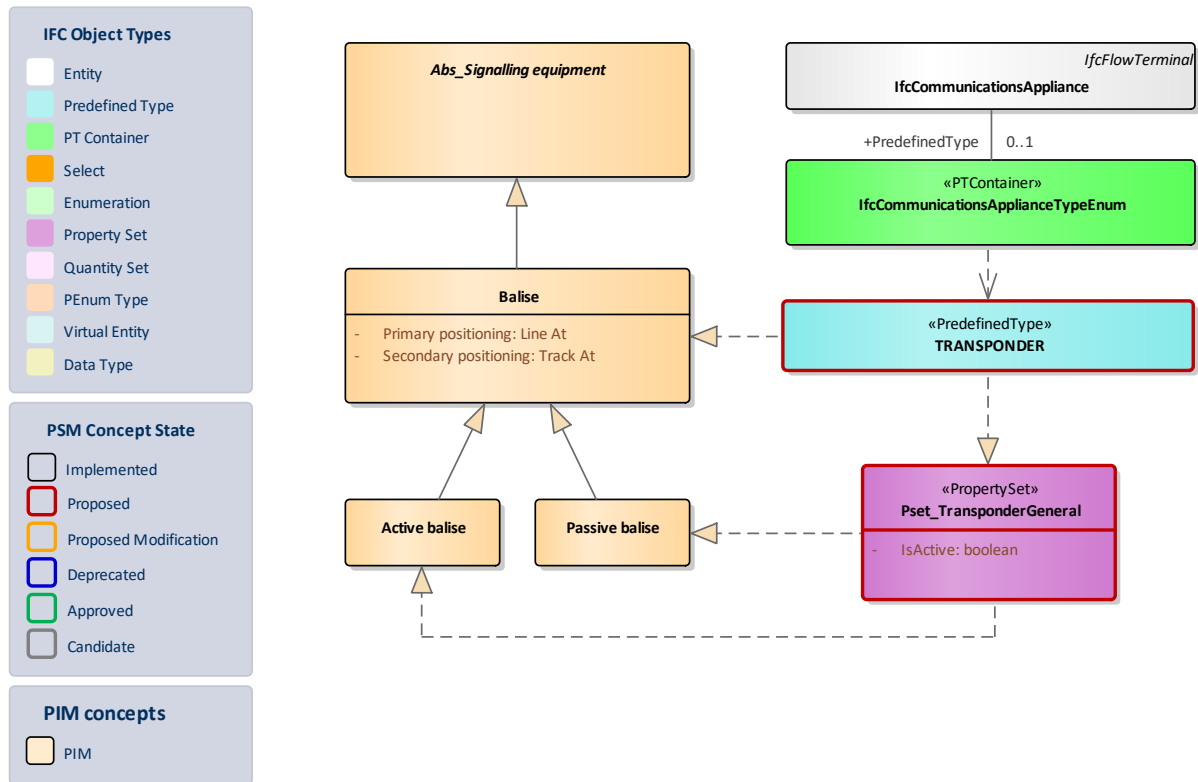 IFC Object Types
Entity
Predefined Type
PT Container
Select
Enumeration
Property Set
Quantity Set
PEnum Type
Virtual Entity
Data Type
PSM Concept State
Implemented
Proposed
Proposed Modification
Deprecated
Approved
Candidate
PIM concepts
PIM
Abs_Signalling equipment
Balise
- Primary positioning: Line At
- Secondary positioning: Track At
Active balise
Passive balise
IfcFlowTerminal
IfcCommunicationsAppliance
+PredefinedType 0..1
«PTContainer»
IfcCommunicationsApplianceTypeEnum
«PredefinedType»
TRANSPONDER
«PropertySet»
Pset_TransponderGeneral
- IsActive: boolean